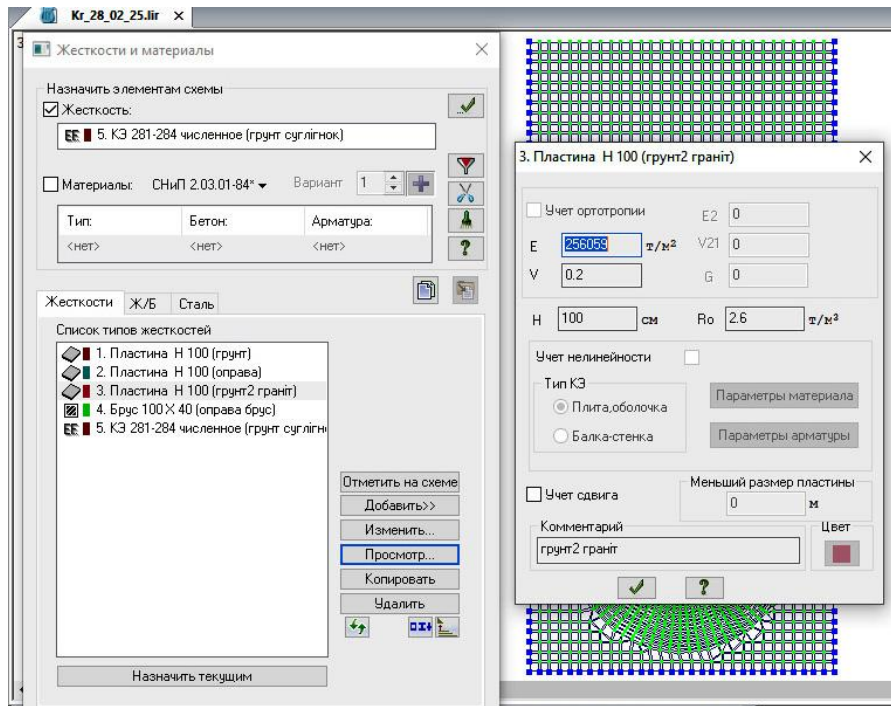 Kr_28_02_25.lir
3
Жесткости и материалы
Назначить элементам схемы
Жесткость:
5. КЭ 281-284 численное (грунт суглігнок)
Материалы: СНиП 2.03.01-84* Вариант 1
Тип: Бетон: Арматура:
<нет> <нет> <нет>
?
Жесткости Ж/Б Сталь
Список типов жесткостей
1. Пластина H 100 (грунт)
2. Пластина H 100 (оправа)
3. Пластина H 100 (грунт2 граніт)
4. Брус 100 X 40 (оправа брус)
5. КЭ 281-284 численное (грунт суглігн
Отметить на схеме
Добавить>>
Изменить...
Просмотр...
Копировать
Удалить
Назначить текущим
3. Пластина H 100 (грунт2 граніт)
Учет ортотропии E2 0
E 256059 т/м² V21 0
V 0.2 G 0
H 100 см Ro 2.6 т/м³
Учет нелинейности
Тип КЭ
Плита,оболочка Параметры материала
Балка-стенка Параметры арматуры
Учет сдвига Меньший размер пластины
0 м
Комментарий Цвет
грунт2 граніт
?